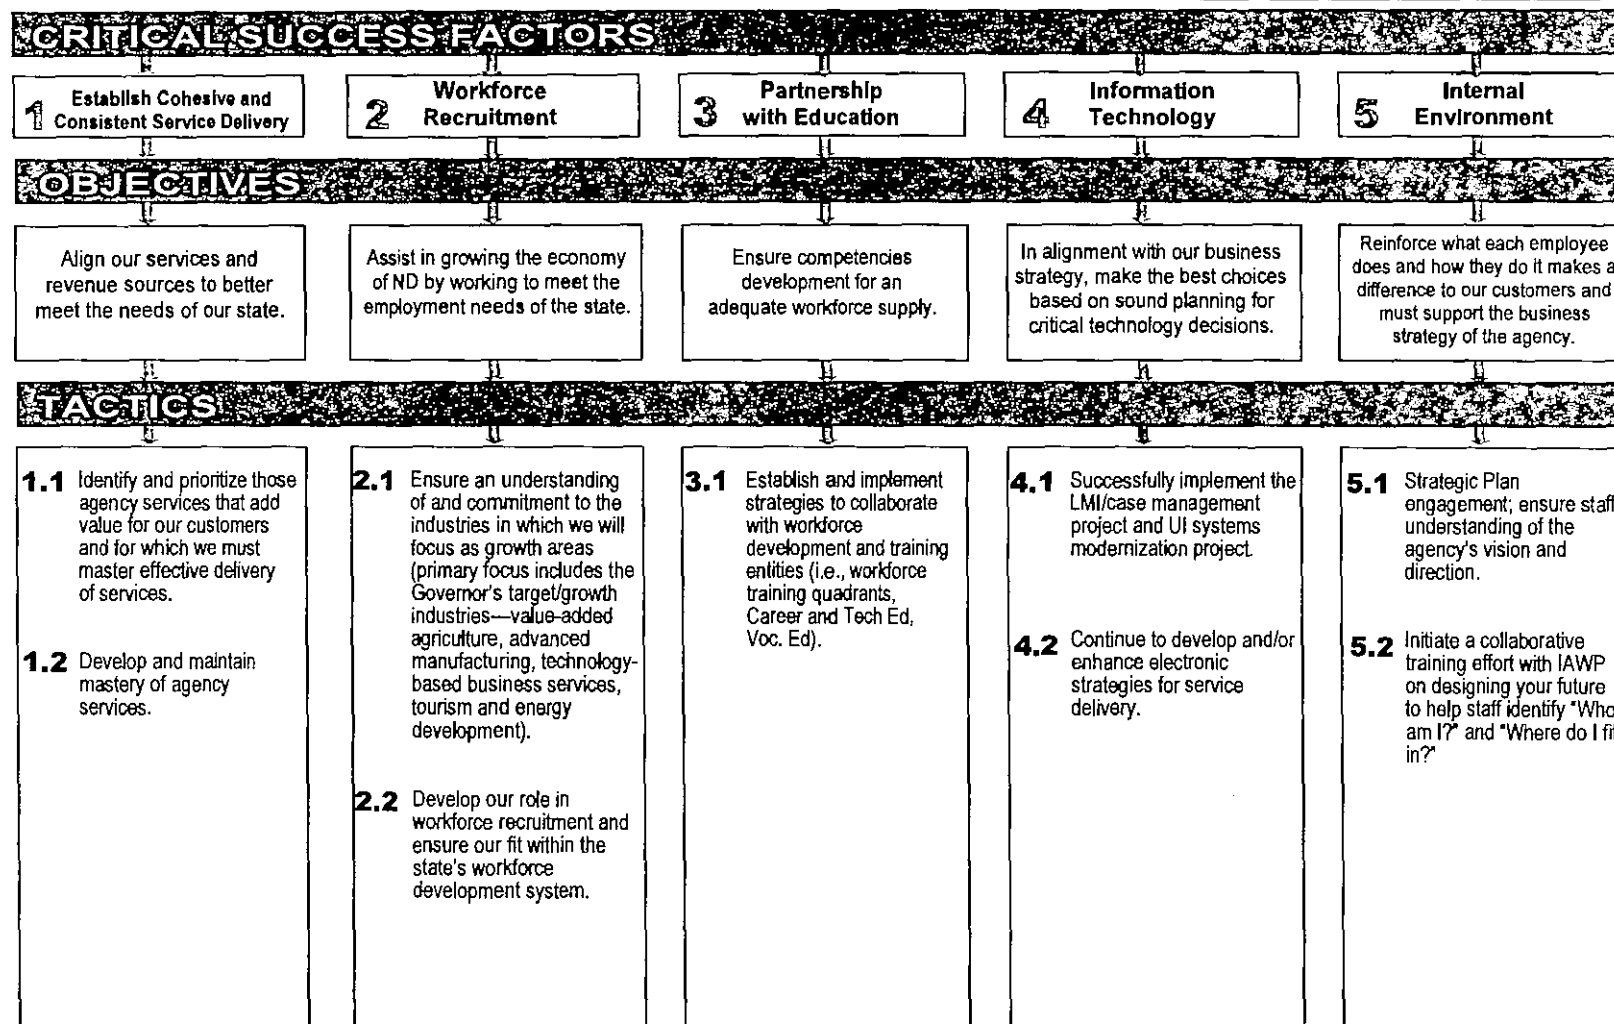 CRITICAL SUCCESS FACTORS
1 Establish Cohesive and
Consistent Service Delivery
2 Workforce
Recruitment
3 Partnership
with Education
4 Information
Technology
5 Internal
Environment
OBJECTIVES
Align our services and
revenue sources to better
meet the needs of our state.
Assist in growing the economy
of ND by working to meet the
employment needs of the state.
Ensure competencies
development for an
adequate workforce supply.
In alignment with our business
strategy, make the best choices
based on sound planning for
critical technology decisions.
Reinforce what each employee
does and how they do it makes a
difference to our customers and
must support the business
strategy of the agency.
TACTICS
1.1 Identify and prioritize those
agency services that add
value for our customers
and for which we must
master effective delivery
of services.
1.2 Develop and maintain
mastery of agency
services.
2.1 Ensure an understanding
of and commitment to the
industries in which we will
focus as growth areas
(primary focus includes the
Governor's target/growth
industries—value-added
agriculture, advanced
manufacturing, technology-
based business services,
tourism and energy
development).
2.2 Develop our role in
workforce recruitment and
ensure our fit within the
state's workforce
development system.
3.1 Establish and implement
strategies to collaborate
with workforce
development and training
entities (i.e., workforce
training quadrants,
Career and Tech Ed,
Voc. Ed).
4.1 Successfully implement the
LMI/case management
project and UI systems
modernization project.
4.2 Continue to develop and/or
enhance electronic
strategies for service
delivery.
5.1 Strategic Plan
engagement; ensure staff
understanding of the
agency's vision and
direction.
5.2 Initiate a collaborative
training effort with IAWP
on designing your future
to help staff identify "Who
am I?" and "Where do I fit
in?"